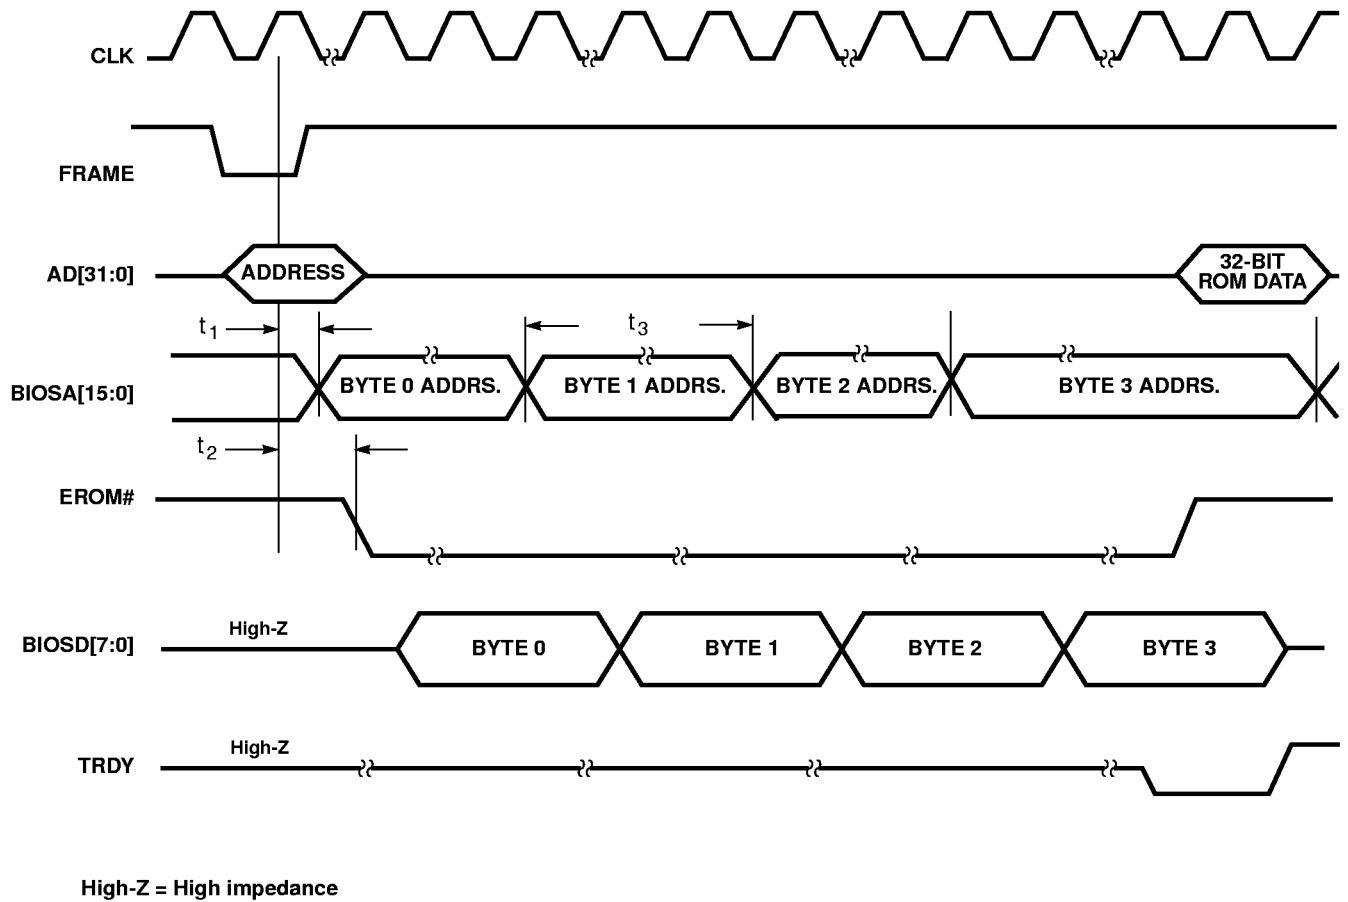 CLK
FRAME
AD[31:0]
ADDRESS
32-BIT
ROM DATA
t1
t3
BIOSA[15:0]
BYTE 0 ADDRS.
BYTE 1 ADDRS.
BYTE 2 ADDRS.
BYTE 3 ADDRS.
t2
EROM#
High-Z
BIOSD[7:0]
BYTE 0
BYTE 1
BYTE 2
BYTE 3
High-Z
TRDY
High-Z = High impedance